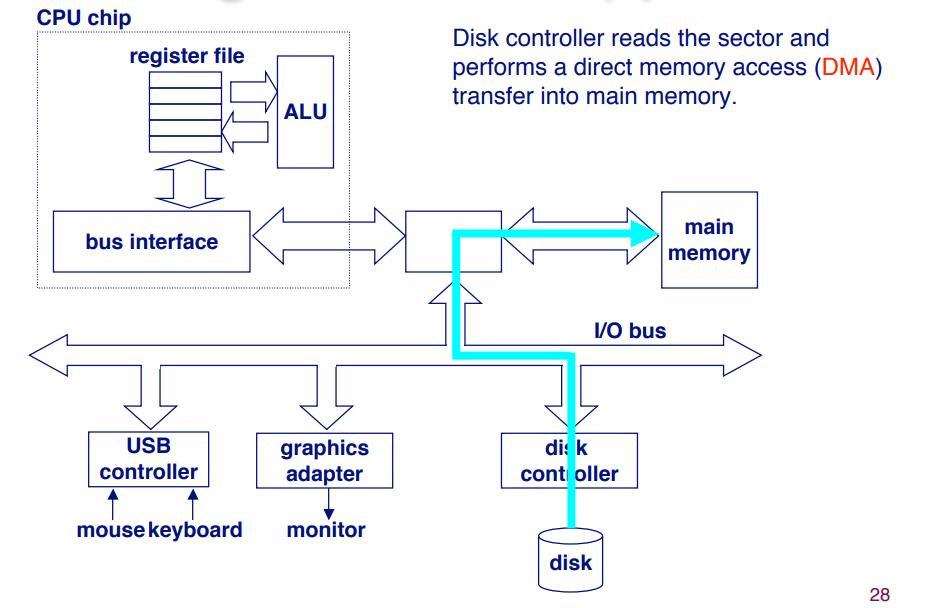 CPU chip
register file
ALU
Disk controller reads the sector and
performs a direct memory access (DMA)
transfer into main memory.
bus interface
main
memory
I/O bus
USB
controller
graphics
adapter
disk
controller
mouse keyboard
monitor
disk
28